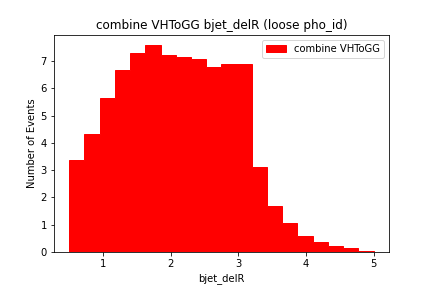 combine VHToGG bjet_delR (loose pho_id)
combine VHToGG
Number of Events
7
6
5
4
3
2
1
0
1 2 3 4 5
bjet_delR